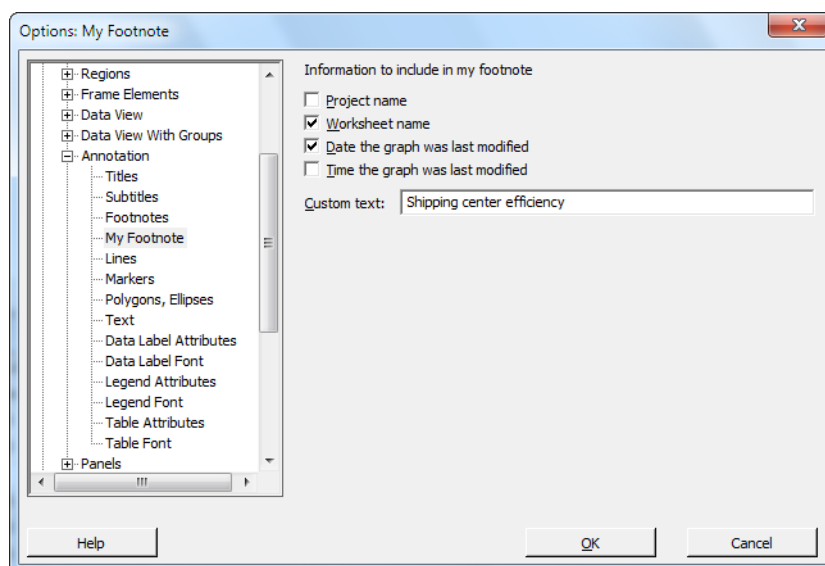 Options: My Footnote
Regions
Frame Elements
Data View
Data View With Groups
Annotation
Titles
Subtitles
Footnotes
My Footnote
Lines
Markers
Polygons, Ellipses
Text
Data Label Attributes
Data Label Font
Legend Attributes
Legend Font
Table Attributes
Table Font
Panels
Information to include in my footnote
Project name
Worksheet name
Date the graph was last modified
Time the graph was last modified
Custom text: Shipping center efficiency
Help OK Cancel